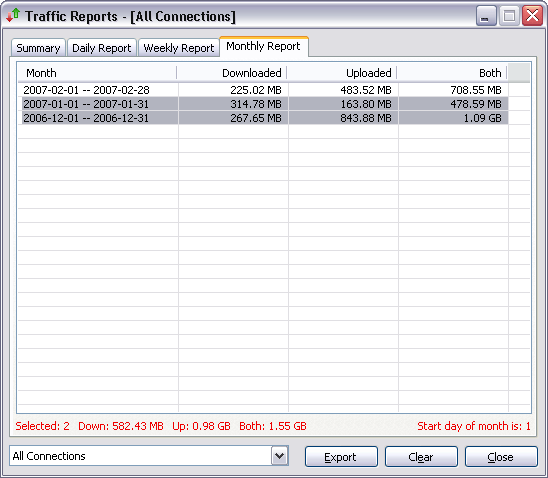 Traffic Reports - [All Connections]
Summary Daily Report Weekly Report Monthly Report
Month Downloaded Uploaded Both
2007-02-01 -- 2007-02-28 225.02 MB 483.52 MB 708.55 MB
2007-01-01 -- 2007-01-31 314.78 MB 163.80 MB 478.59 MB
2006-12-01 -- 2006-12-31 267.65 MB 843.88 MB 1.09 GB
Selected: 2 Down: 582.43 MB Up: 0.98 GB Both: 1.55 GB Start day of month is: 1
All Connections Export Clear Close